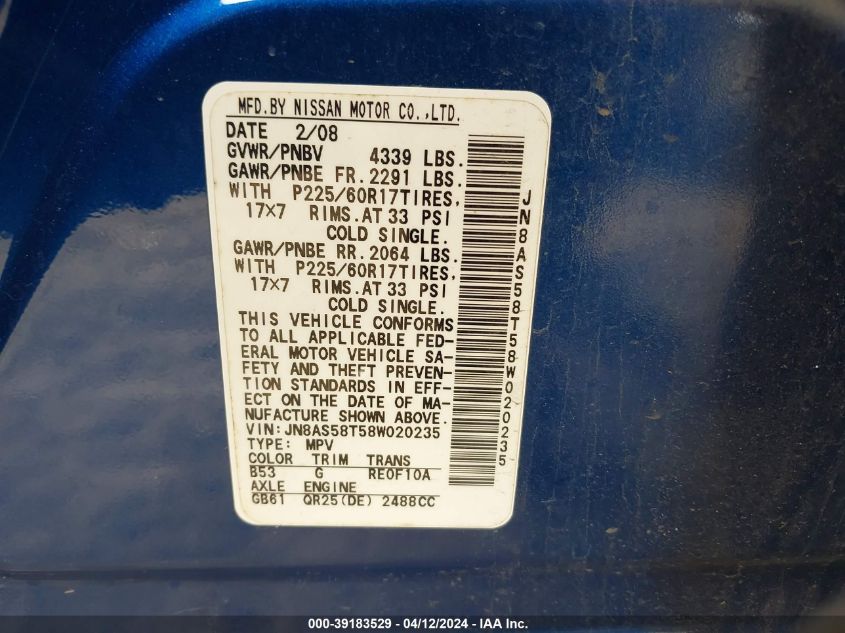 MFD.BY NISSAN MOTOR CO.,LTD.
DATE 2/08
GVWR/PNBV 4339 LBS.
GAWR/PNBE FR. 2291 LBS.
WITH P225/60R17TIRES,
17×7 RIMS.AT 33 PSI
COLD SINGLE.
GAWR/PNBE RR. 2064 LBS.
WITH P225/60R17TIRES,
17×7 RIMS.AT 33 PSI
COLD SINGLE.
THIS VEHICLE CONFORMS
TO ALL APPLICABLE FED-
ERAL MOTOR VEHICLE SA-
FETY AND THEFT PREVEN-
TION STANDARDS IN EFF-
ECT ON THE DATE OF MA-
NUFACTURE SHOWN ABOVE.
VIN:JN8AS58T58W020235
TYPE: MPV
COLOR TRIM TRANS
B53 G RE0F10A
AXLE ENGINE
GB61 QR25(DE) 2488CC
JN8AS58T58W020235
000-39183529 - 04/12/2024 - IAA Inc.